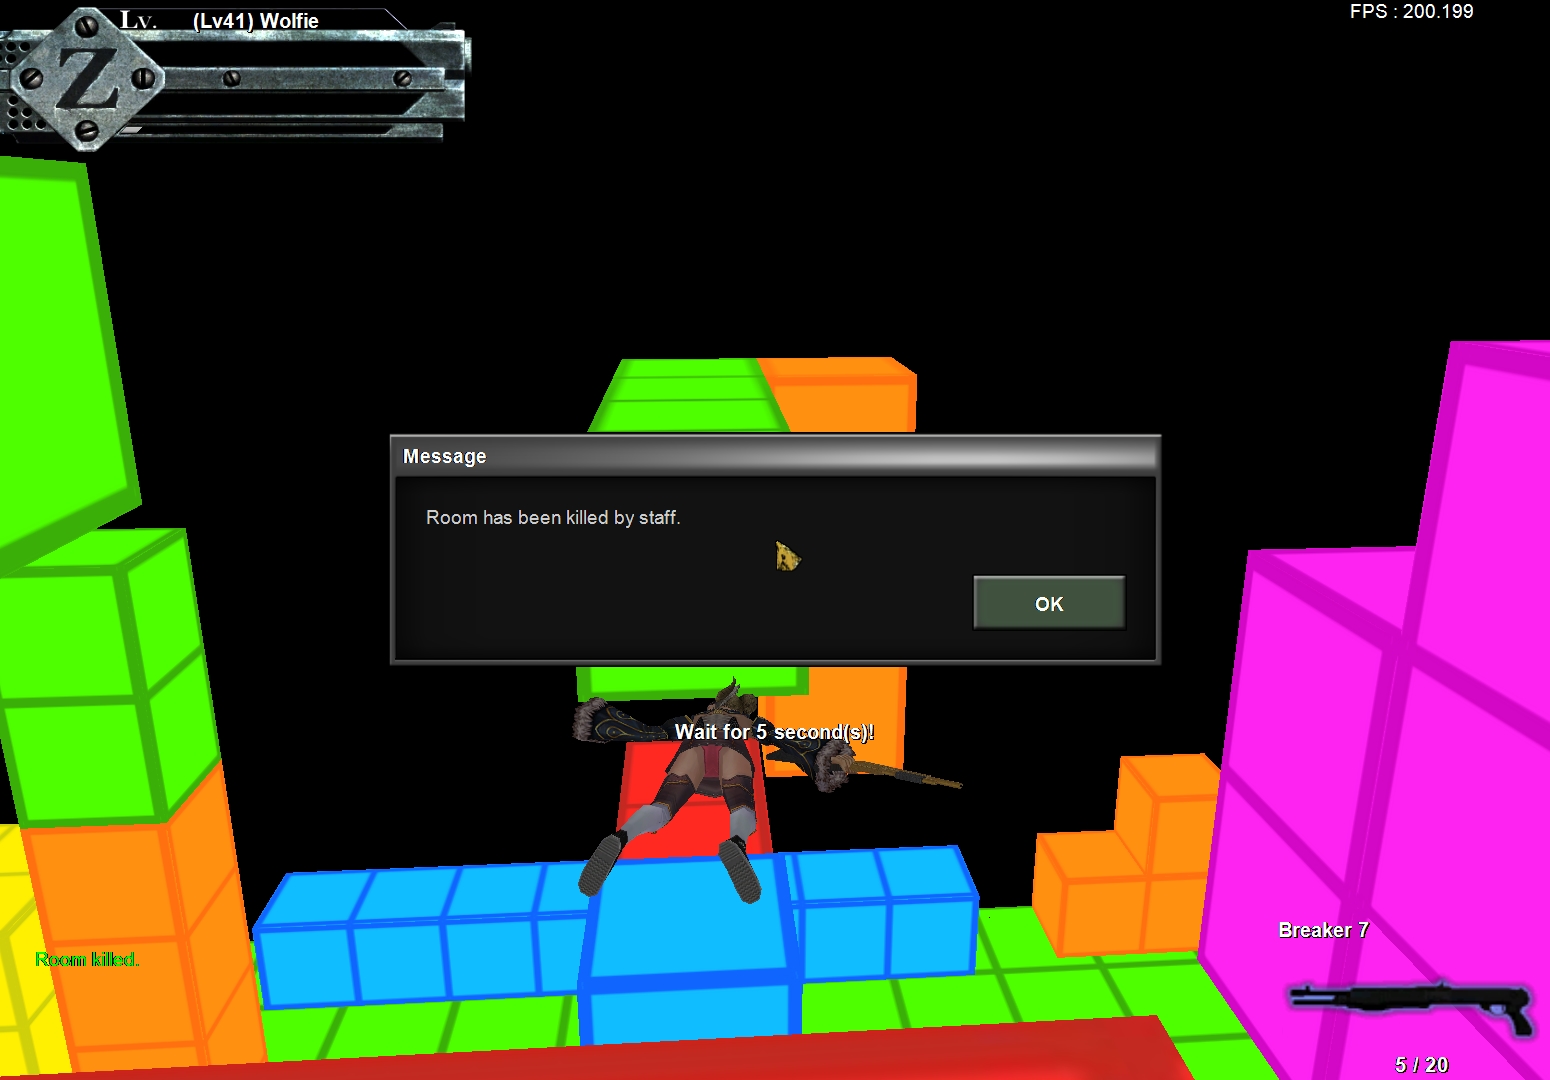 Lv.
(Lv41) Wolfie
FPS : 200.199
Z
Message
Room has been killed by staff.
OK
Wait for 5 second(s)!
Breaker 7
Room killed.
5 / 20